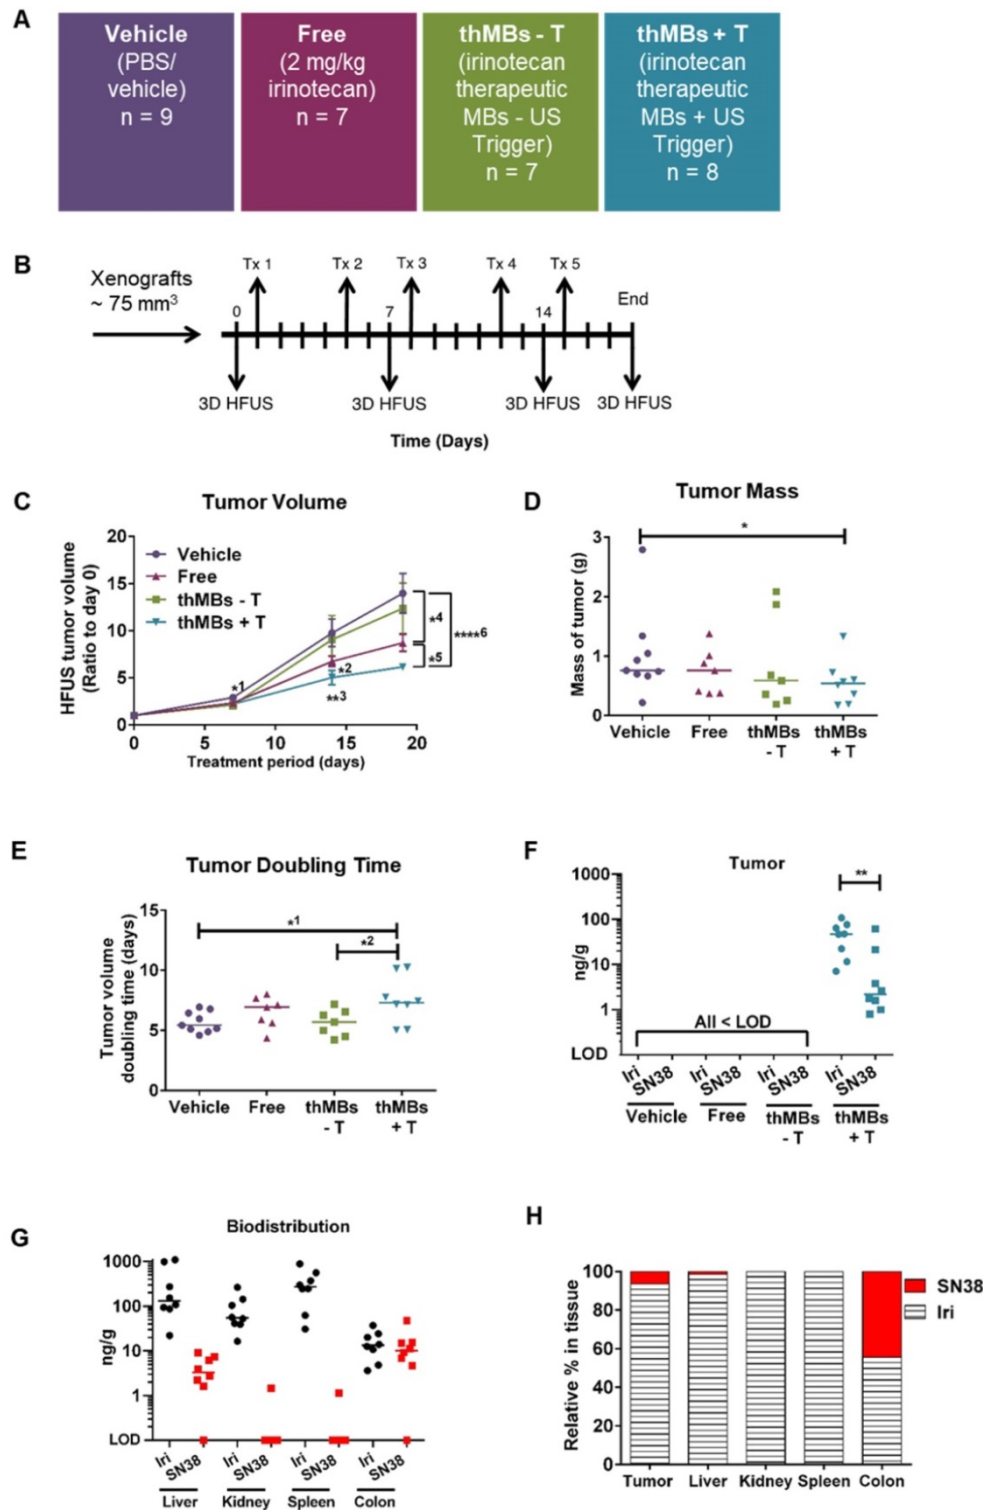 A
Vehicle
(PBS/
vehicle)
n = 9
Free
(2 mg/kg
irinotecan)
n = 7
thMBs - T
(irinotecan
therapeutic
MBs - US
Trigger)
n = 7
thMBs + T
(irinotecan
therapeutic
MBs + US
Trigger)
n = 8
B
Xenografts
~ 75 mm³
Tx 1
Tx 2
Tx 3
Tx 4
Tx 5
End
0
7
14
3D HFUS
3D HFUS
3D HFUS
3D HFUS
Time (Days)
C
Tumor Volume
HFUS tumor volume
(Ratio to day 0)
20
15
10
5
0
Vehicle
Free
thMBs - T
thMBs + T
*1
*2
**3
*4
*5
****6
0
5
10
15
20
Treatment period (days)
D
Tumor Mass
Mass of tumor (g)
3
2
1
0
*
Vehicle
Free
thMBs
- T
thMBs
+ T
E
Tumor Doubling Time
Tumor volume
doubling time (days)
15
10
5
0
*1
*2
Vehicle
Free
thMBs
- T
thMBs
+ T
F
Tumor
ng/g
1000
100
10
1
LOD
All < LOD
**
Iri
SN38
Iri
SN38
Iri
SN38
Iri
SN38
Vehicle
Free
thMBs
- T
thMBs
+ T
G
Biodistribution
ng/g
1000
100
10
1
LOD
Iri
SN38
Iri
SN38
Iri
SN38
Iri
SN38
Liver
Kidney
Spleen
Colon
H
Relative % in tissue
100
80
60
40
20
0
SN38
Iri
Tumor
Liver
Kidney
Spleen
Colon